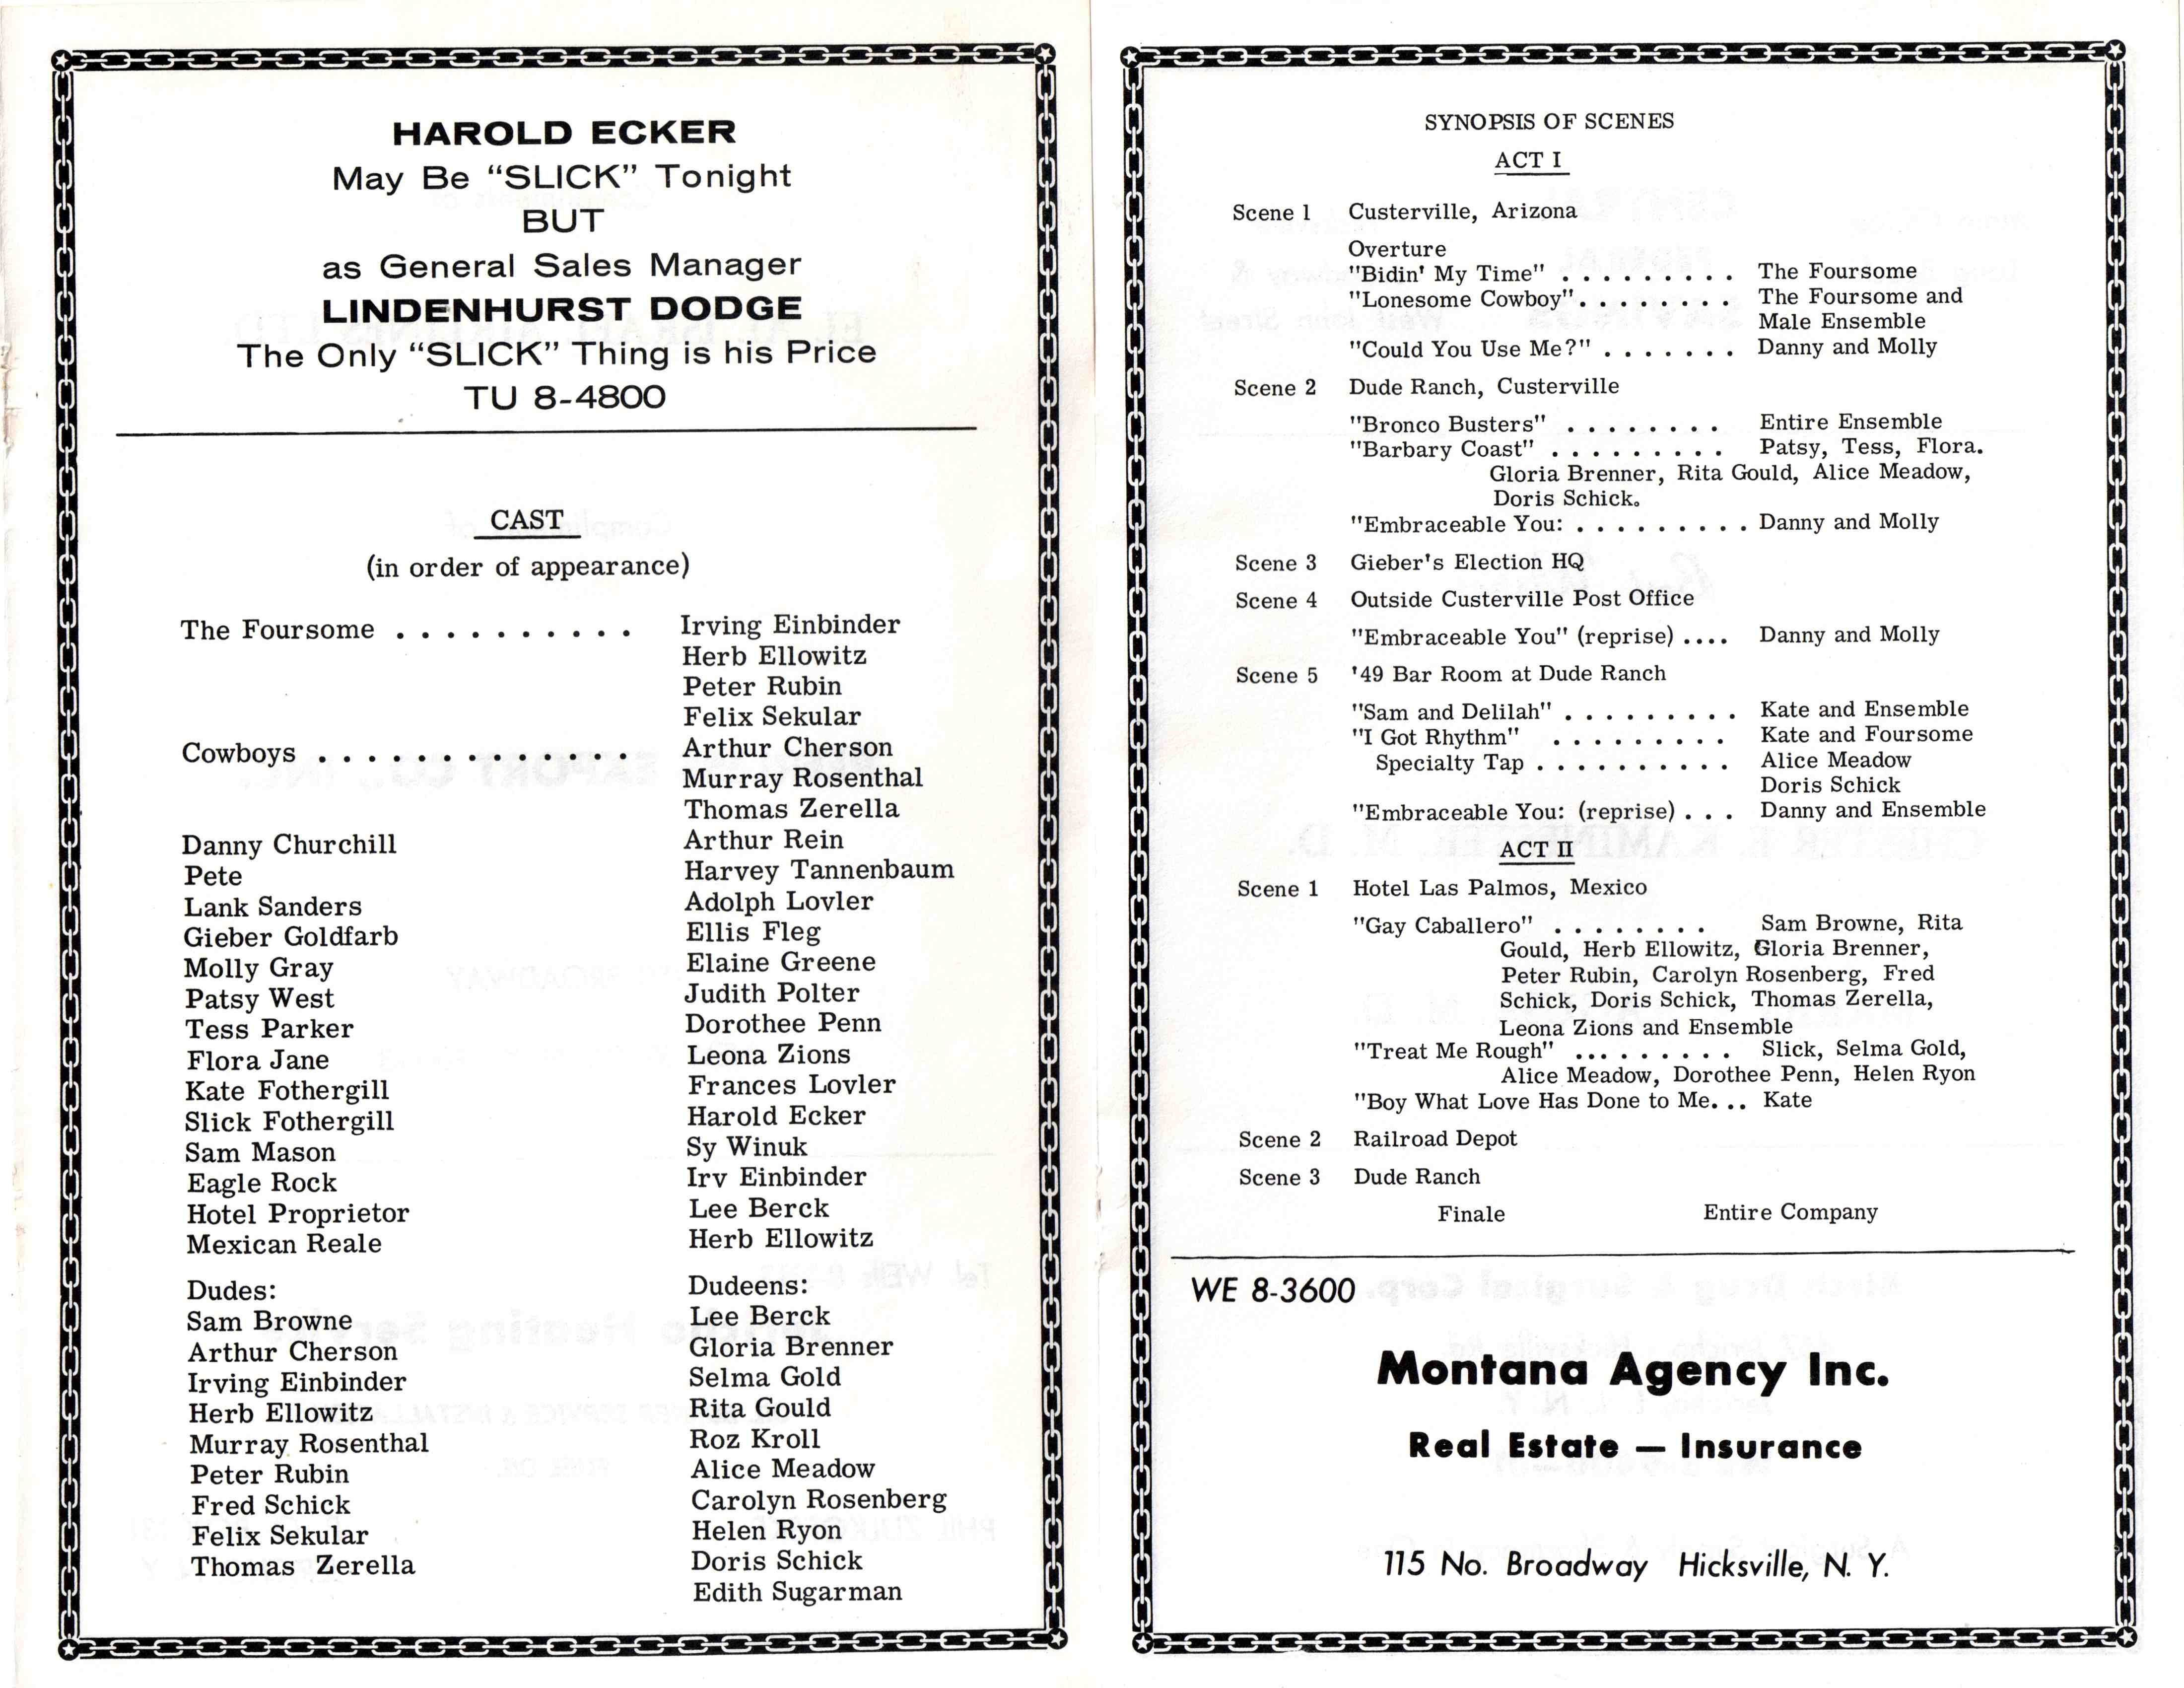 HAROLD ECKER
May Be “SLICK” Tonight
BUT
as General Sales Manager
LINDENHURST DODGE
The Only “SLICK” Thing is his Price
TU 8-4800
CAST
(in order of appearance)
The Foursome . . . . . . . . . . Irving Einbinder
Herb Ellowitz
Peter Rubin
Felix Sekular
Cowboys . . . . . . . . . . . . . Arthur Cherson
Murray Rosenthal
Thomas Zerella
Danny Churchill Arthur Rein
Pete Harvey Tannenbaum
Lank Sanders Adolph Lovler
Gieber Goldfarb Ellis Fleg
Molly Gray Elaine Greene
Patsy West Judith Polter
Tess Parker Dorothee Penn
Flora Jane Leona Zions
Kate Fothergill Frances Lovler
Slick Fothergill Harold Ecker
Sam Mason Sy Winuk
Eagle Rock Irv Einbinder
Hotel Proprietor Lee Berck
Mexican Reale Herb Ellowitz
Dudes: Dudeens:
Sam Browne Lee Berck
Arthur Cherson Gloria Brenner
Irving Einbinder Selma Gold
Herb Ellowitz Rita Gould
Murray Rosenthal Roz Kroll
Peter Rubin Alice Meadow
Fred Schick Carolyn Rosenberg
Felix Sekular Helen Ryon
Thomas Zerella Doris Schick
Edith Sugarman
SYNOPSIS OF SCENES
ACT I
Scene 1 Custerville, Arizona
Overture
"Bidin' My Time" . . . . . . . . . The Foursome
"Lonesome Cowboy". . . . . . . . The Foursome and
Male Ensemble
"Could You Use Me?" . . . . . . . Danny and Molly
Scene 2 Dude Ranch, Custerville
"Bronco Busters" . . . . . . . . Entire Ensemble
"Barbary Coast" . . . . . . . . . Patsy, Tess, Flora.
Gloria Brenner, Rita Gould, Alice Meadow,
Doris Schick.
"Embraceable You: . . . . . . . . . Danny and Molly
Scene 3 Gieber's Election HQ
Scene 4 Outside Custerville Post Office
"Embraceable You" (reprise) .... Danny and Molly
Scene 5 '49 Bar Room at Dude Ranch
"Sam and Delilah" . . . . . . . . . Kate and Ensemble
"I Got Rhythm" . . . . . . . . . Kate and Foursome
Specialty Tap . . . . . . . . . . Alice Meadow
Doris Schick
"Embraceable You: (reprise) . . . Danny and Ensemble
ACT II
Scene 1 Hotel Las Palmos, Mexico
"Gay Caballero" . . . . . . . . Sam Browne, Rita
Gould, Herb Ellowitz, Gloria Brenner,
Peter Rubin, Carolyn Rosenberg, Fred
Schick, Doris Schick, Thomas Zerella,
Leona Zions and Ensemble
"Treat Me Rough" ... . . . . . . Slick, Selma Gold,
Alice Meadow, Dorothee Penn, Helen Ryon
"Boy What Love Has Done to Me. .. Kate
Scene 2 Railroad Depot
Scene 3 Dude Ranch
Finale Entire Company
WE 8-3600
Montana Agency Inc.
Real Estate — Insurance
115 No. Broadway Hicksville, N. Y.